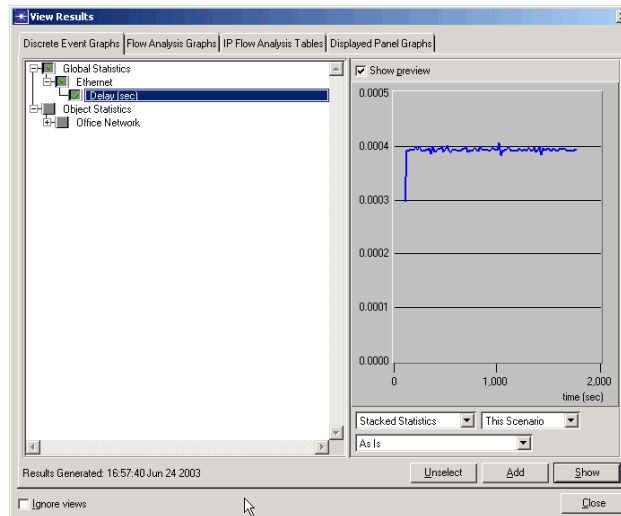 View Results
Discrete Event Graphs Flow Analysis Graphs IP Flow Analysis Tables Displayed Panel Graphs
Global Statistics
Ethernet
Delay (sec)
Object Statistics
Office Network
Show preview
0.0005
0.0004
0.0003
0.0002
0.0001
0.0000
0 1,000 2,000
time (sec)
Stacked Statistics This Scenario
As Is
Results Generated: 16:57:40 Jun 24 2003
Unselect Add Show
Ignore views
Close